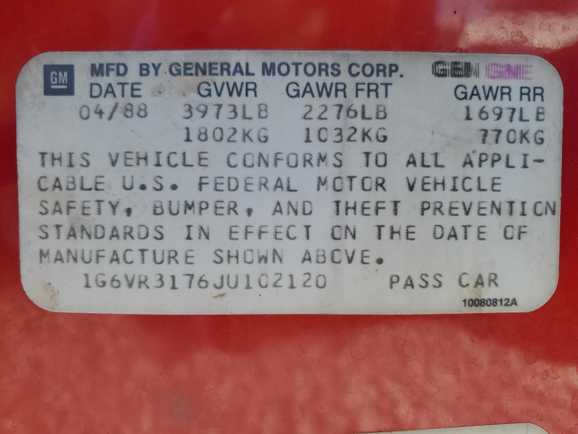 GM MFD BY GENERAL MOTORS CORP. GEN GME
DATE GVWR GAWR FRT GAWR RR
04/88 3973LB 2276LB 1697LB
1802KG 1032KG 770KG
THIS VEHICLE CONFORMS TO ALL APPLI-
CABLE U.S. FEDERAL MOTOR VEHICLE
SAFETY, BUMPER, AND THEFT PREVENTION
STANDARDS IN EFFECT ON THE DATE OF
MANUFACTURE SHOWN ABOVE.
1G6VR3176JU102120 PASS CAR
10080812A